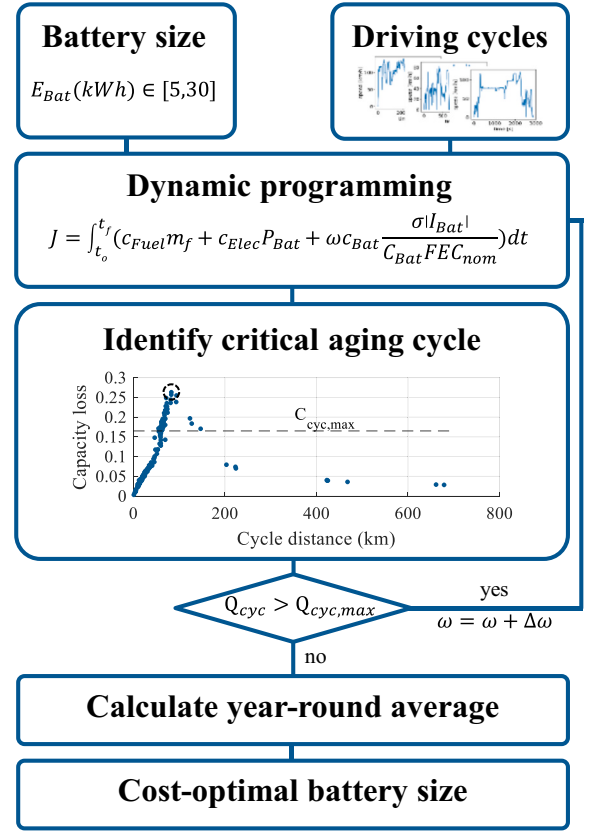 Battery size
E_Bat(kWh) ∈ [5,30]
Driving cycles
Dynamic programming
J = ∫_{t_o}^{t_f}(c_Fuel m_f + c_Elec P_Bat + ωc_Bat σ|I_Bat| / C_Bat FEC_nom)dt
Identify critical aging cycle
Capacity loss
0.3
0.25
0.2
0.15
0.1
0.05
0
C_cyc,max
0 200 400 600 800
Cycle distance (km)
Q_cyc > Q_cyc,max
yes
ω = ω + Δω
no
Calculate year-round average
Cost-optimal battery size